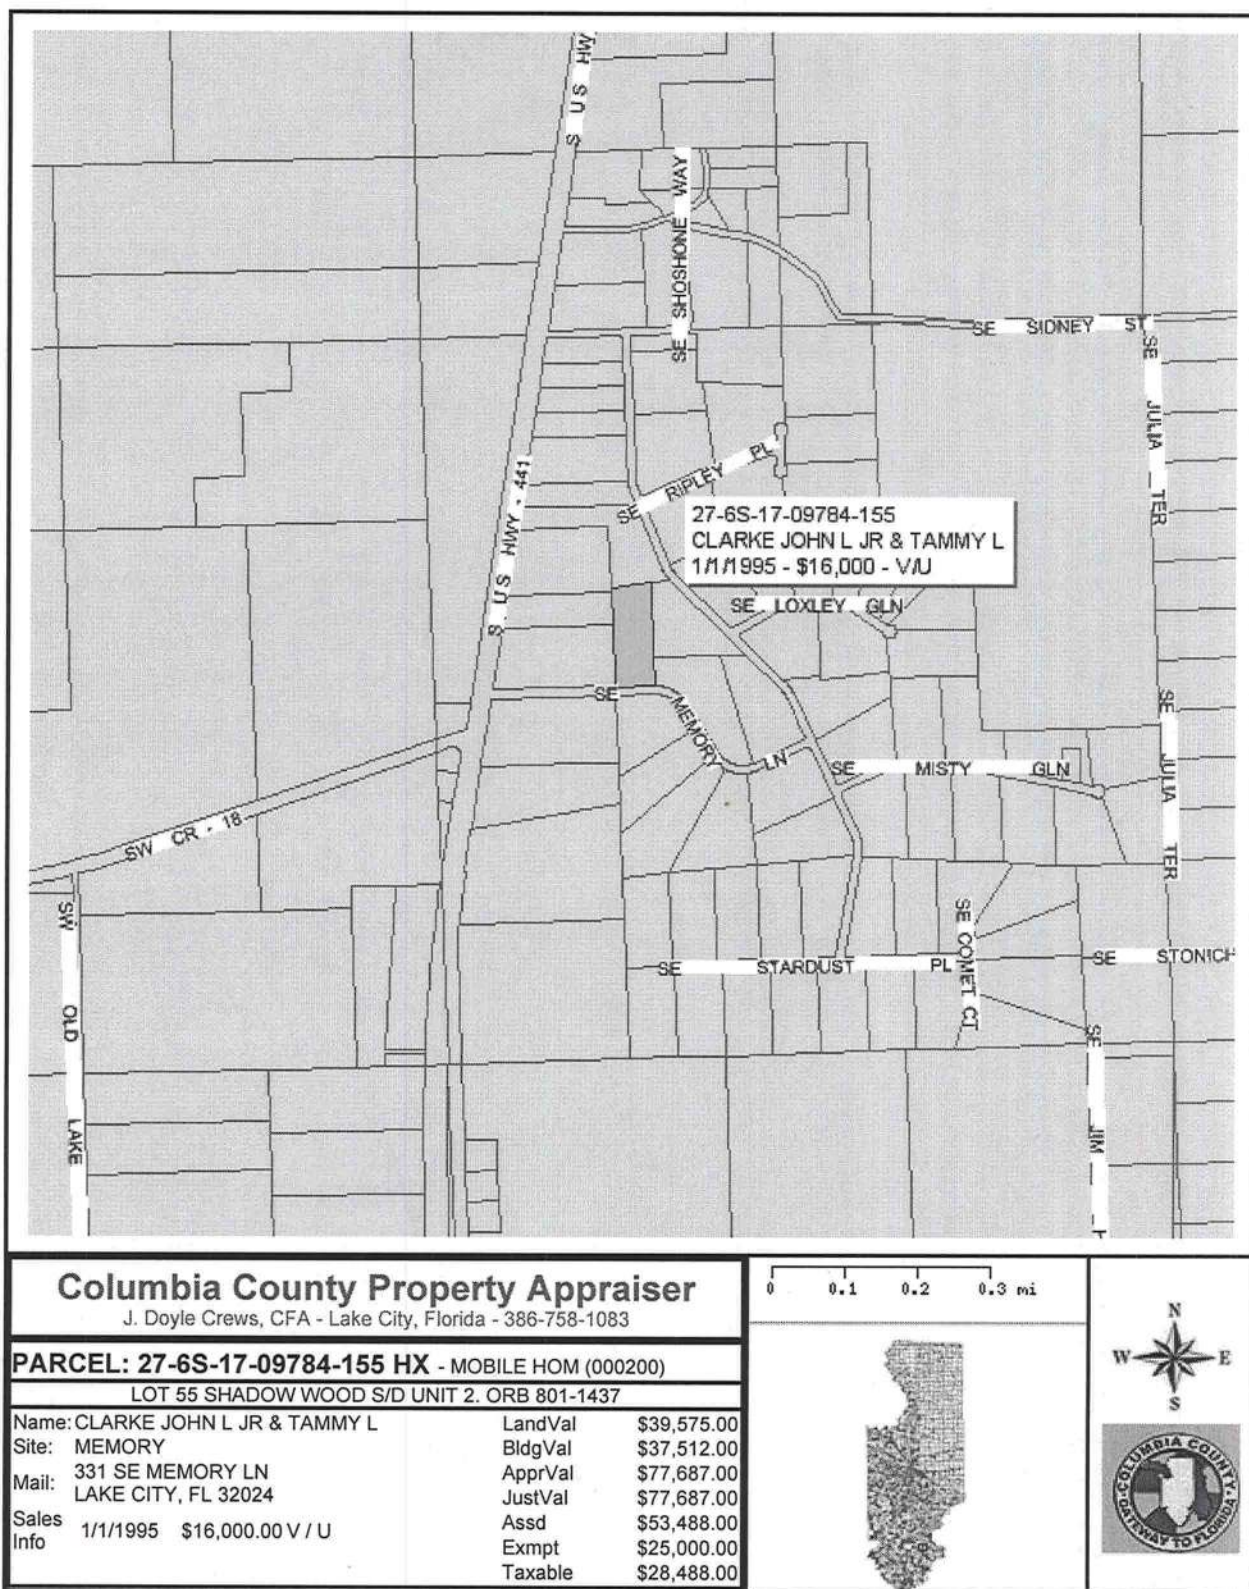 S US HW
SE SHOSHONE WAY
SE SIDNEY ST
SE JULIA TER
S US HWY - 441
SE RIPLEY PL
27-6S-17-09784-155
CLARKE JOHN L JR & TAMMY L
1/1/1995 - $16,000 - V/U
SE LOXLEY GLN
SE MEMORY LN
SE JULIA TER
SE MISTY GLN
SW CR - 18
SW OLD LAKE
SE STARDUST PL
SE COMET CT
SE STONICH
SE JIM T
Columbia County Property Appraiser
J. Doyle Crews, CFA - Lake City, Florida - 386-758-1083
PARCEL: 27-6S-17-09784-155 HX - MOBILE HOM (000200)
LOT 55 SHADOW WOOD S/D UNIT 2. ORB 801-1437
Name: CLARKE JOHN L JR & TAMMY L
Site: MEMORY
Mail: 331 SE MEMORY LN
LAKE CITY, FL 32024
Sales Info 1/1/1995 $16,000.00 V / U
LandVal $39,575.00
BldgVal $37,512.00
ApprVal $77,687.00
JustVal $77,687.00
Assd $53,488.00
Exmpt $25,000.00
Taxable $28,488.00
0 0.1 0.2 0.3 mi
N
W E
S
COLUMBIA COUNTY
GATEWAY TO FLORIDA